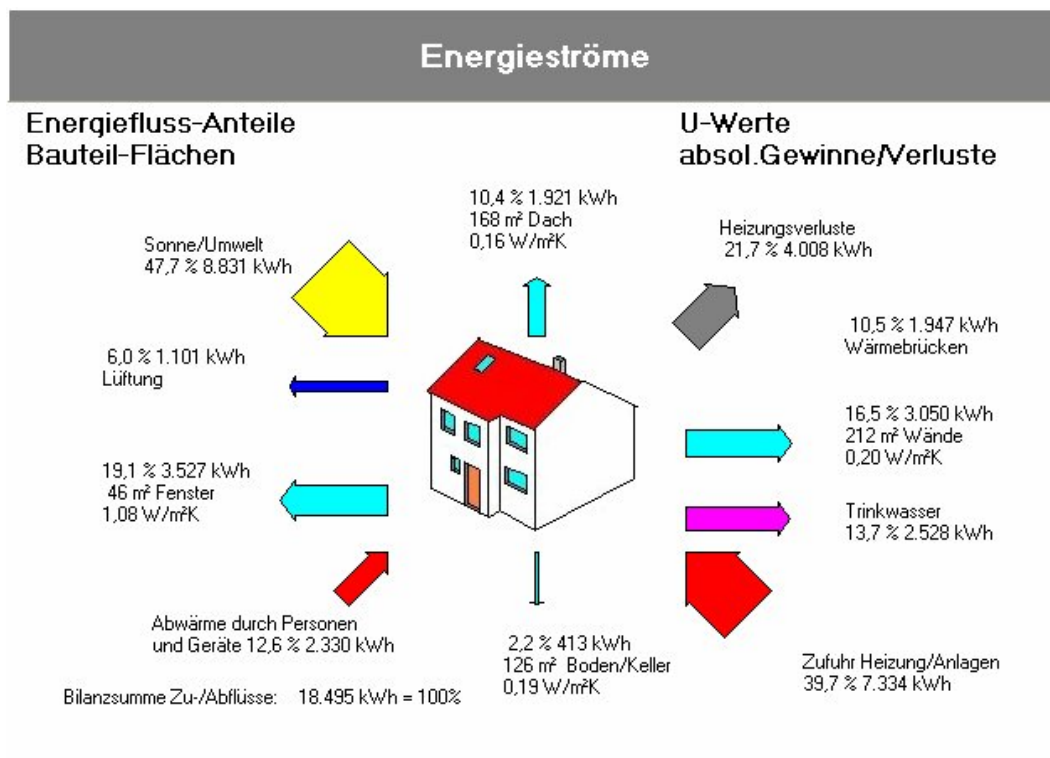 Energieströme
Energiefluss-Anteile
Bauteil-Flächen
U-Werte
absol.Gewinne/Verluste
10,4 % 1.921 kWh
168 m² Dach
0,16 W/m²K
Sonne/Umwelt
47,7 % 8.831 kWh
Heizungsverluste
21,7 % 4.008 kWh
10,5 % 1.947 kWh
Wärmebrücken
6,0 % 1.101 kWh
Lüftung
16,5 % 3.050 kWh
212 m² Wände
0,20 W/m²K
19,1 % 3.527 kWh
46 m² Fenster
1,08 W/m²K
Trinkwasser
13,7 % 2.528 kWh
Abwärme durch Personen
und Geräte 12,6 % 2.330 kWh
2,2 % 413 kWh
126 m² Boden/Keller
0,19 W/m²K
Zufuhr Heizung/Anlagen
39,7 % 7.334 kWh
Bilanzsumme Zu-/Abflüsse: 18.495 kWh = 100%